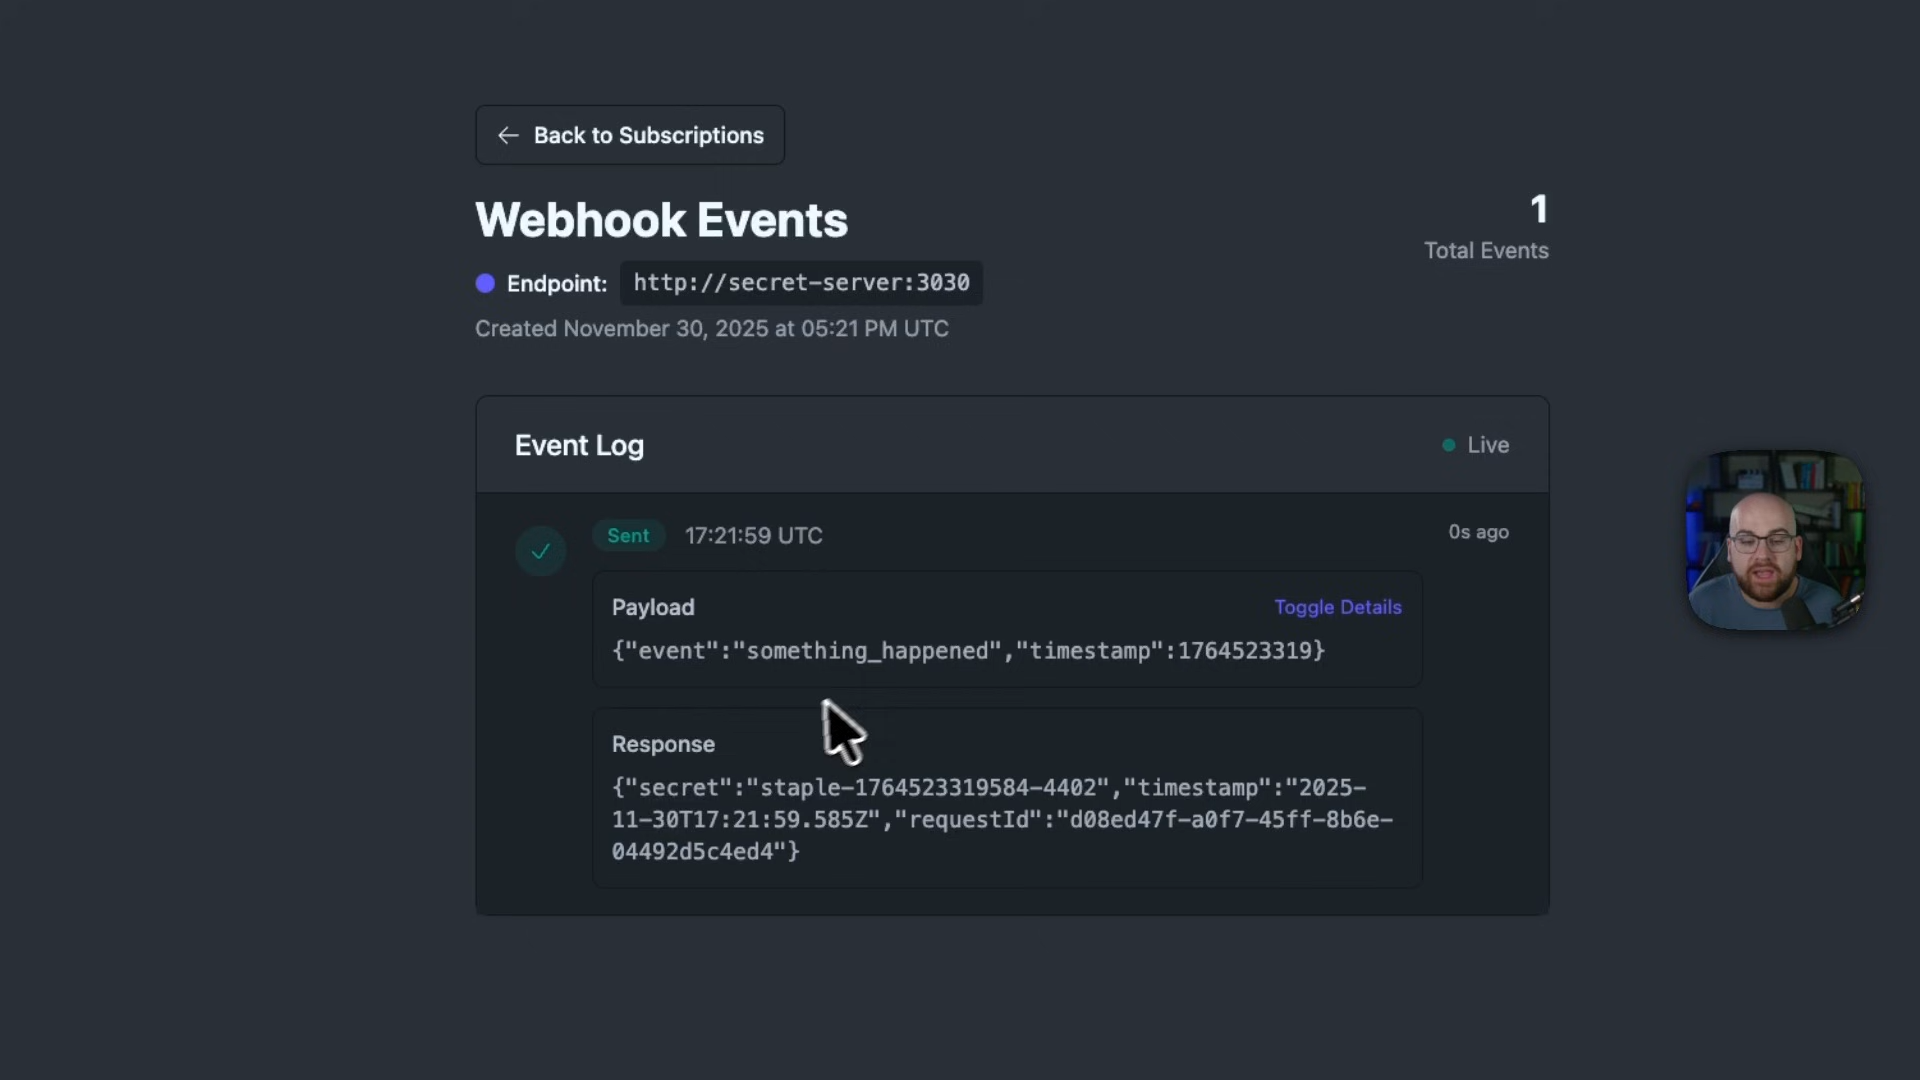 ← Back to Subscriptions
Webhook Events
1
Total Events
Endpoint: http://secret-server:3030
Created November 30, 2025 at 05:21 PM UTC
Event Log
Live
Sent 17:21:59 UTC
0s ago
Payload
Toggle Details
{"event":"something_happened","timestamp":1764523319}
Response
{"secret":"staple-1764523319584-4402","timestamp":"2025-
11-30T17:21:59.585Z","requestId":"d08ed47f-a0f7-45ff-8b6e-
04492d5c4ed4"}